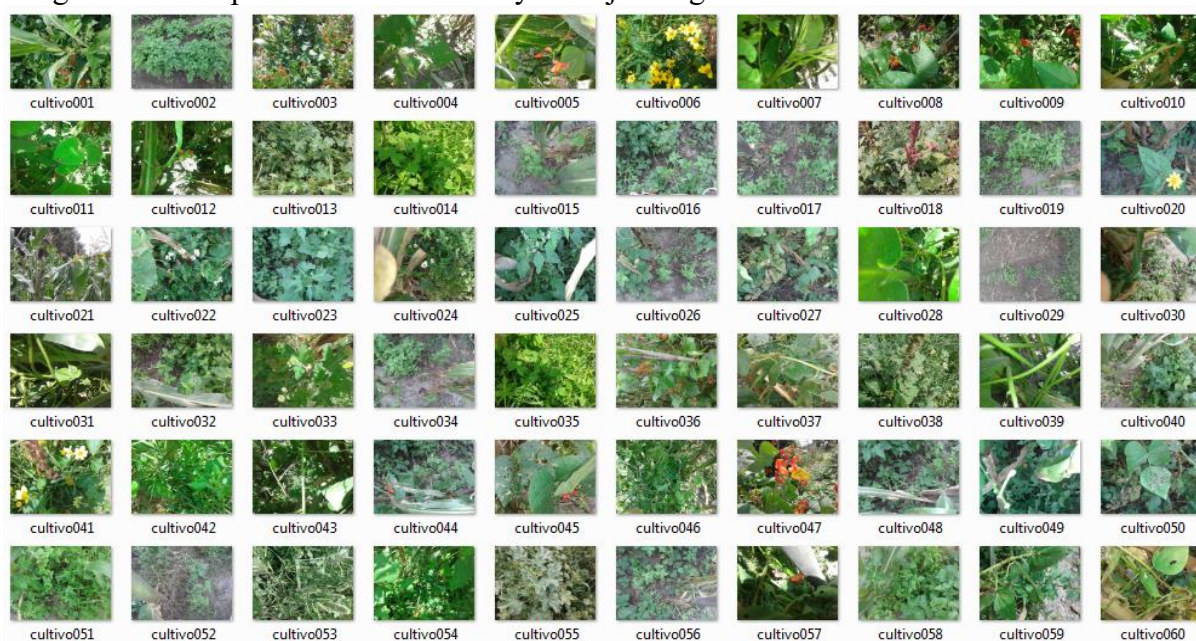 cultivo001 cultivo002 cultivo003 cultivo004 cultivo005 cultivo006 cultivo007 cultivo008 cultivo009 cultivo010
cultivo011 cultivo012 cultivo013 cultivo014 cultivo015 cultivo016 cultivo017 cultivo018 cultivo019 cultivo020
cultivo021 cultivo022 cultivo023 cultivo024 cultivo025 cultivo026 cultivo027 cultivo028 cultivo029 cultivo030
cultivo031 cultivo032 cultivo033 cultivo034 cultivo035 cultivo036 cultivo037 cultivo038 cultivo039 cultivo040
cultivo041 cultivo042 cultivo043 cultivo044 cultivo045 cultivo046 cultivo047 cultivo048 cultivo049 cultivo050
cultivo051 cultivo052 cultivo053 cultivo054 cultivo055 cultivo056 cultivo057 cultivo058 cultivo059 cultivo060